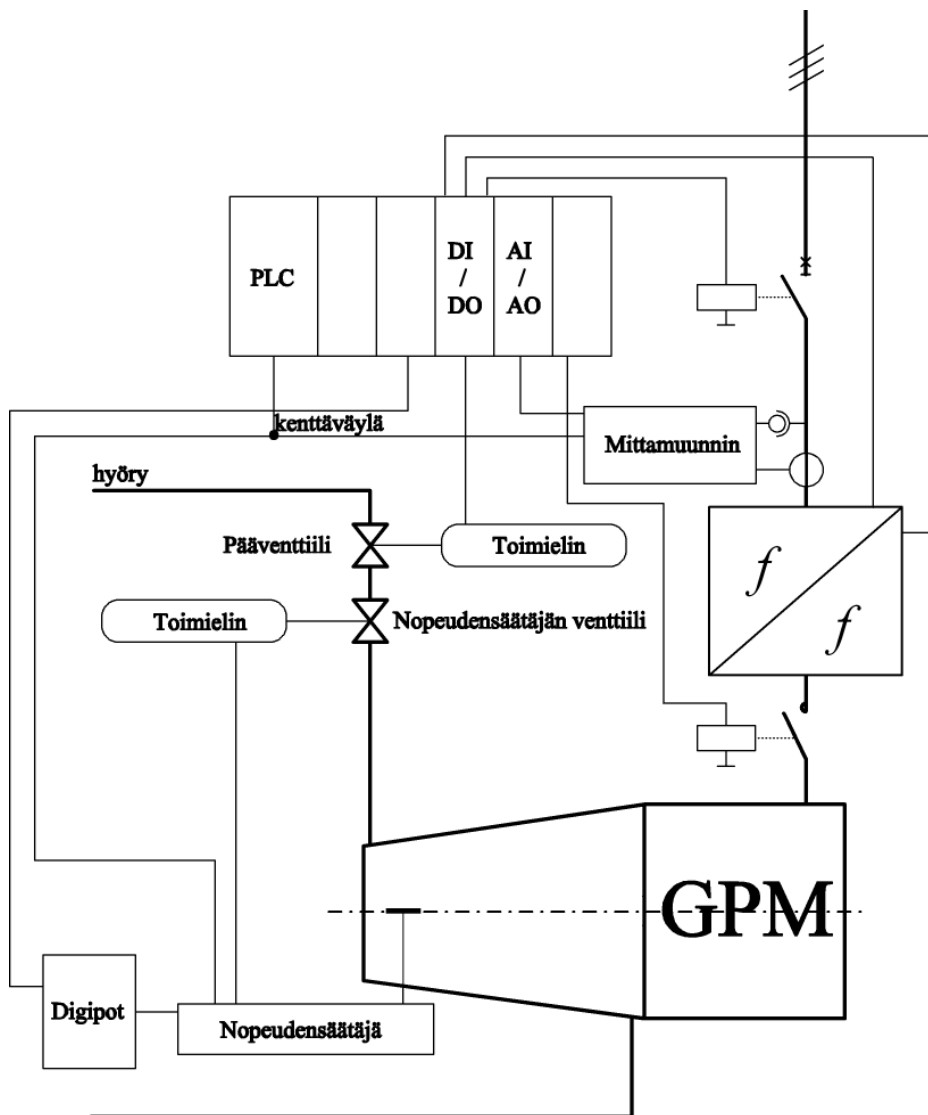 PLC
DI
/
DO
AI
/
AO
kenttäväylä
Mittamuunnin
hyöry
Pääventtiili
Toimielin
Toimielin
Nopeudensäätäjän venttiili
f
f
GPM
Digipot
Nopeudensäätäjä